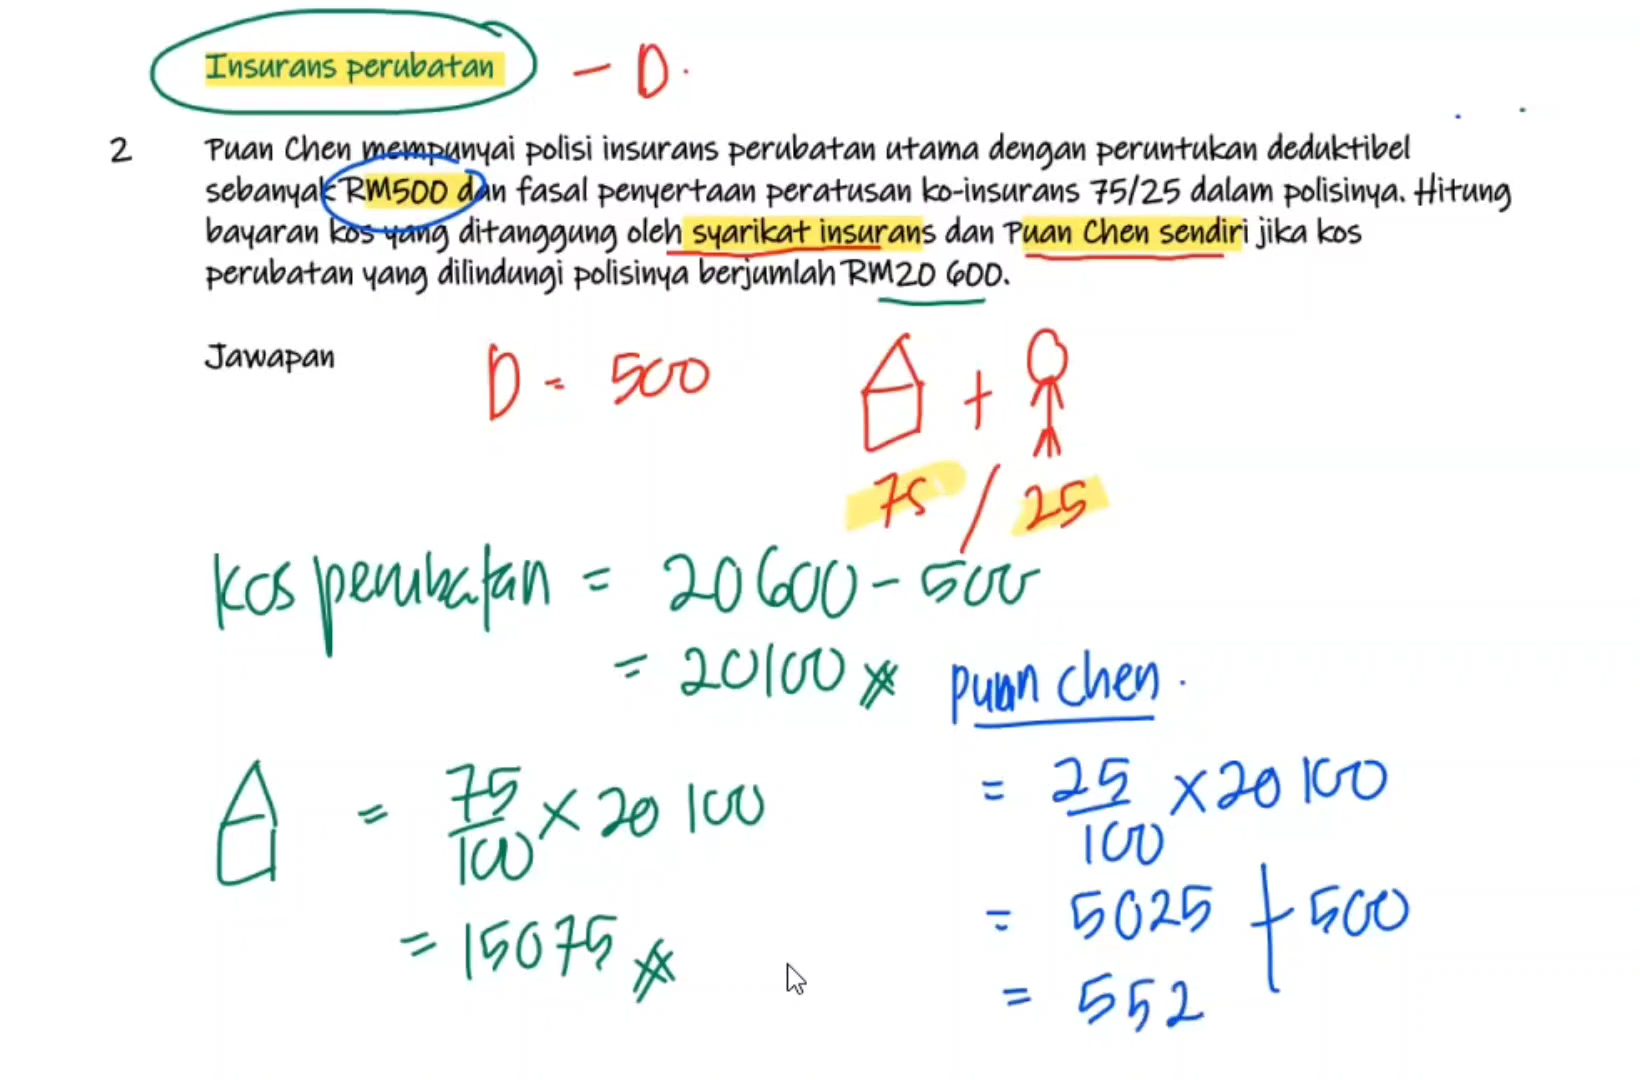 Insurans perubatan - D.
2 Puan Chen mempunyai polisi insurans perubatan utama dengan peruntukan deduktibel
sebanyak RM500 dan fasal penyertaan peratusan ko-insurans 75/25 dalam polisinya. Hitung
bayaran kos yang ditanggung oleh syarikat insurans dan Puan Chen sendiri jika kos
perubatan yang dilindungi polisinya berjumlah RM20 600.
Jawapan
D = 500
+
75 / 25
kos perubatan = 20600 - 500
= 20100
puan chen.
= 75/100 × 20 100
= 15075
= 25/100 × 20 100
= 5025 + 500
= 552